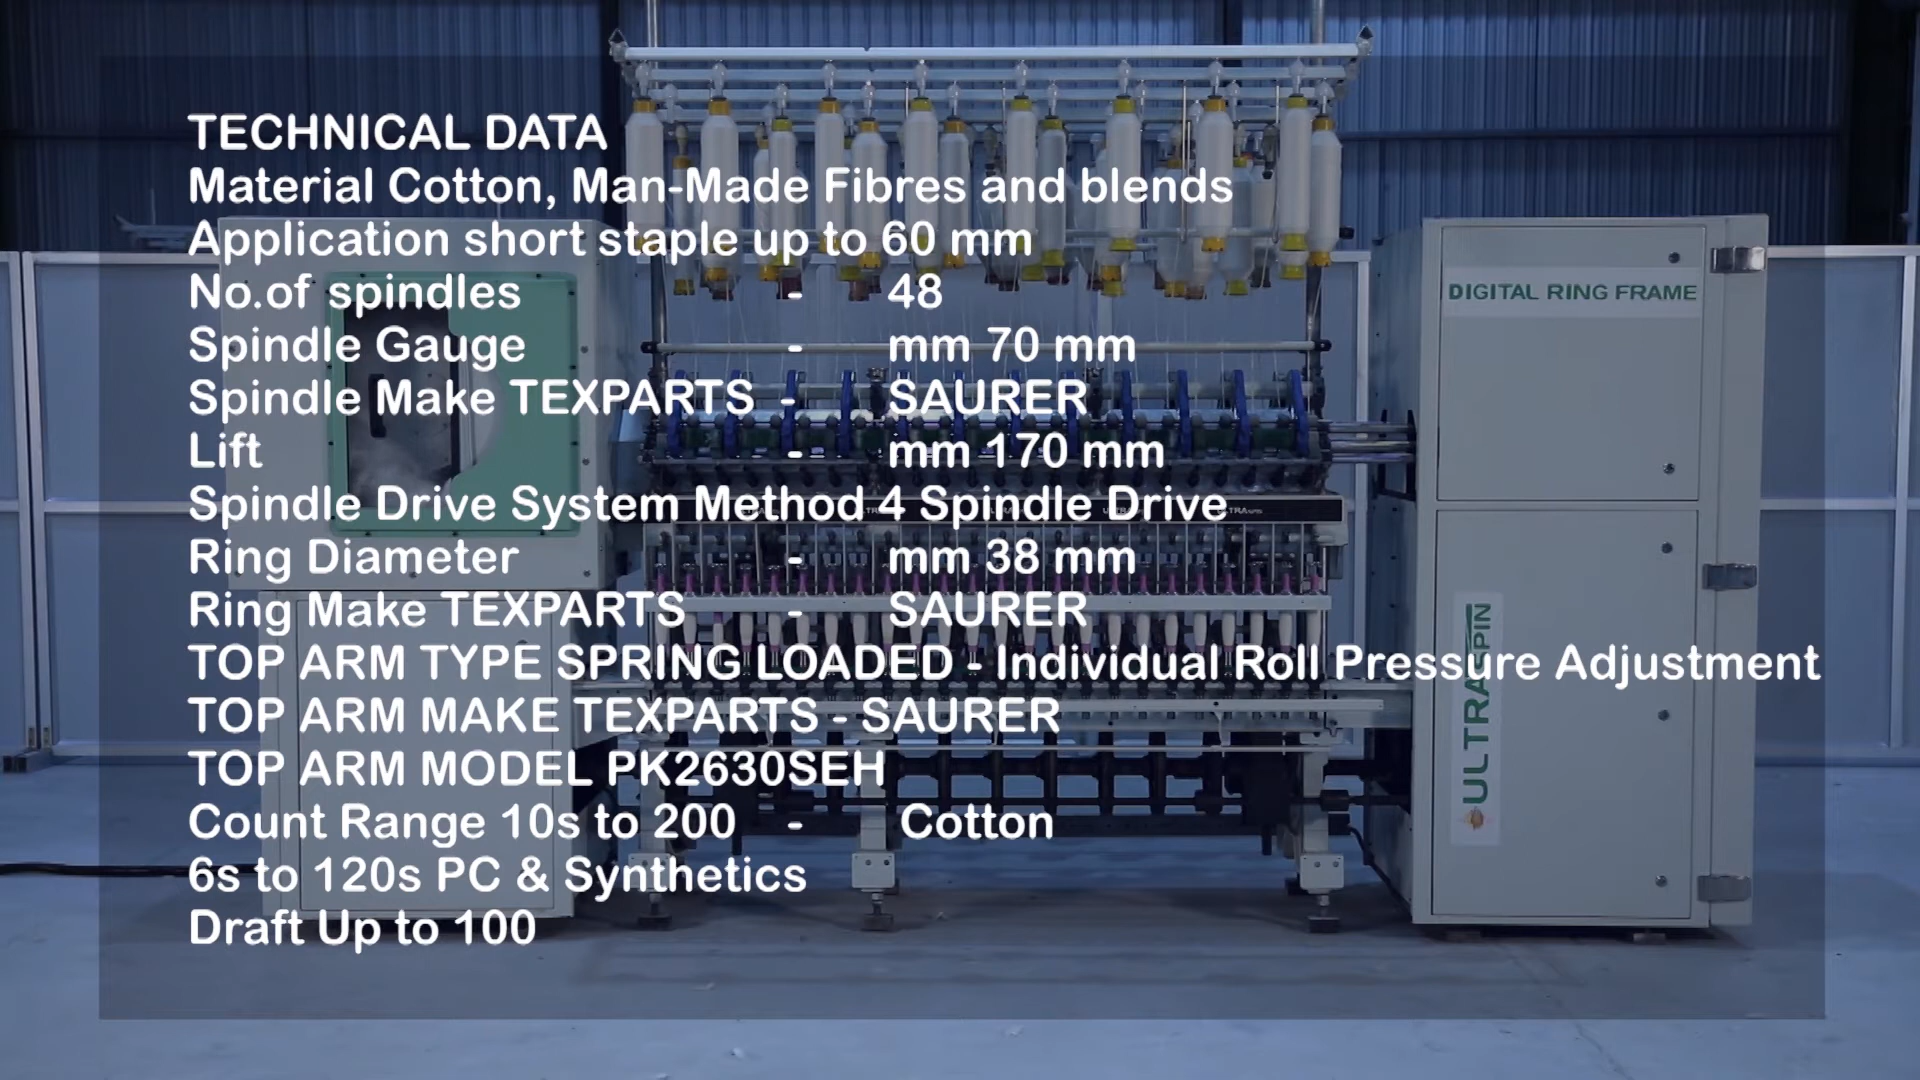 TECHNICAL DATA
Material Cotton, Man-Made Fibres and blends
Application short staple up to 60 mm
No.of spindles - 48
Spindle Gauge - mm 70 mm
Spindle Make TEXPARTS - SAURER
Lift - mm 170 mm
Spindle Drive System Method 4 Spindle Drive
Ring Diameter - mm 38 mm
Ring Make TEXPARTS - SAURER
TOP ARM TYPE SPRING LOADED - Individual Roll Pressure Adjustment
TOP ARM MAKE TEXPARTS - SAURER
TOP ARM MODEL PK2630SEH
Count Range 10s to 200 - Cotton
6s to 120s PC & Synthetics
Draft Up to 100
DIGITAL RING FRAME
ULTRASPIN